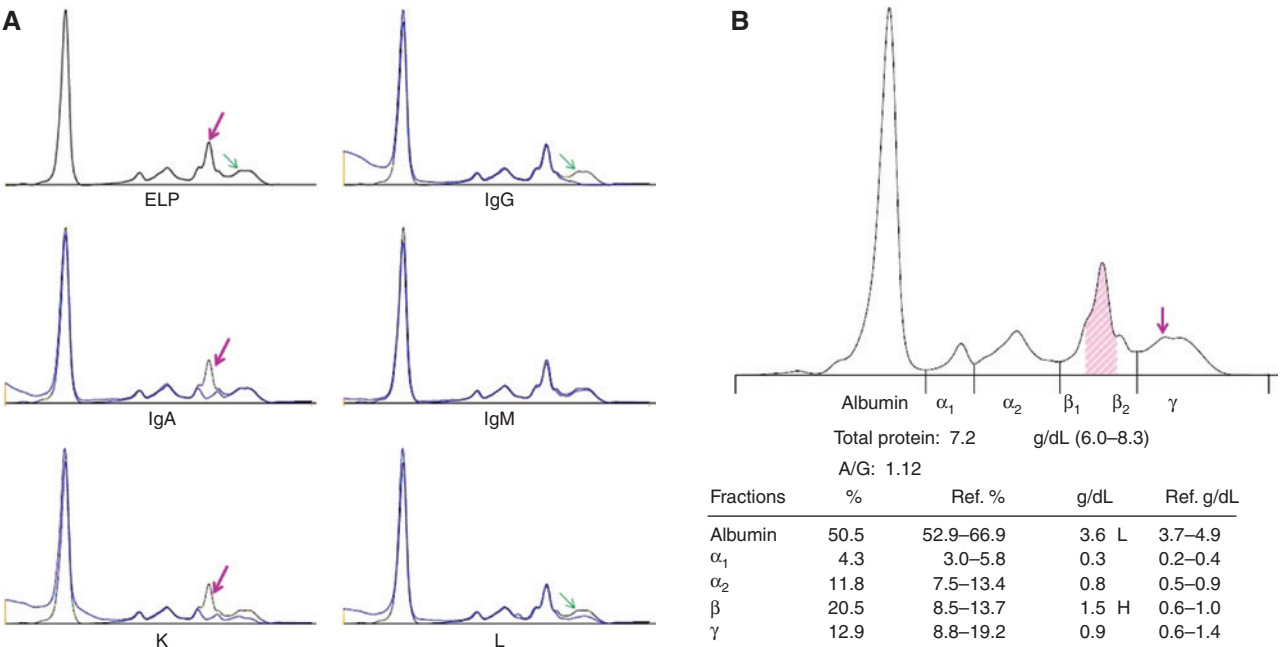 A
ELP
IgG
IgA
IgM
K
L
B
Albumin α1 α2 β1 β2 γ
Total protein: 7.2 g/dL (6.0–8.3)
A/G: 1.12
Fractions % Ref. % g/dL Ref. g/dL
Albumin 50.5 52.9–66.9 3.6 L 3.7–4.9
α1 4.3 3.0–5.8 0.3 0.2–0.4
α2 11.8 7.5–13.4 0.8 0.5–0.9
β 20.5 8.5–13.7 1.5 H 0.6–1.0
γ 12.9 8.8–19.2 0.9 0.6–1.4